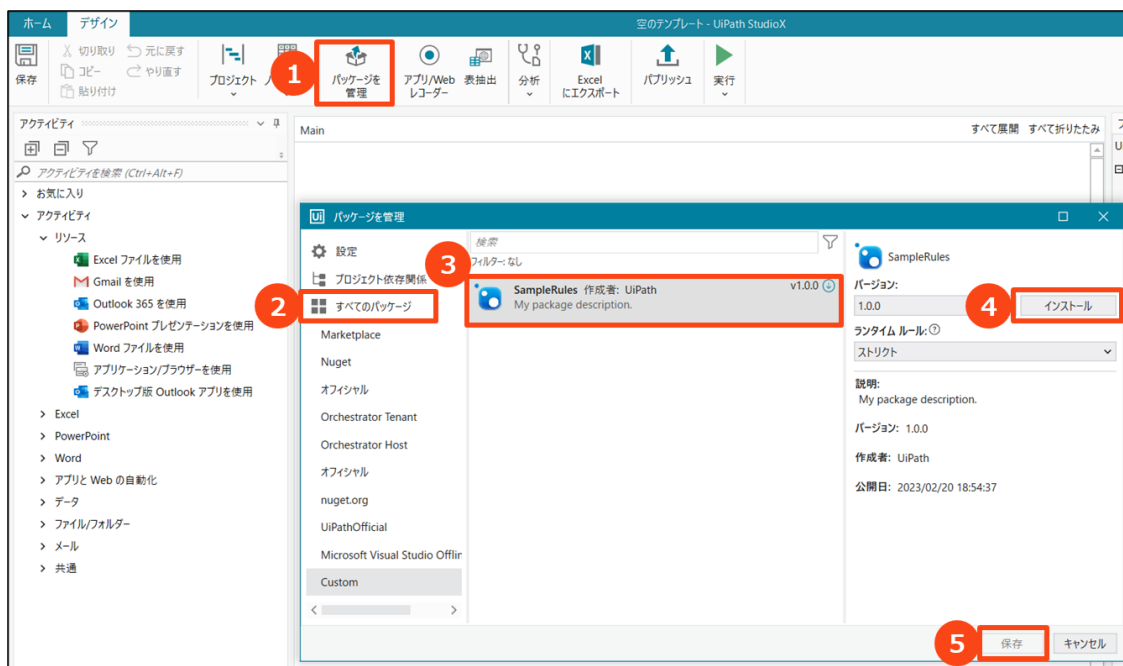 ホーム デザイン 空のテンプレート - UiPath StudioX
保存
切り取り 元に戻す
コピー やり直す
貼り付け
プロジェクト
1
パッケージを
管理
アプリ/Web
レコーダー
表抽出
分析
Excel
にエクスポート
パブリッシュ
実行
アクティビティ
アクティビティを検索 (Ctrl+Alt+F)
お気に入り
アクティビティ
リソース
Excel ファイルを使用
Gmail を使用
Outlook 365 を使用
PowerPoint プレゼンテーションを使用
Word ファイルを使用
アプリケーション/ブラウザーを使用
デスクトップ版 Outlook アプリを使用
Excel
PowerPoint
Word
アプリと Web の自動化
データ
ファイル/フォルダー
メール
共通
Main すべて展開 すべて折りたたみ
Ui パッケージを管理
設定
プロジェクト依存関係
2
すべてのパッケージ
Marketplace
Nuget
オフィシャル
Orchestrator Tenant
Orchestrator Host
オフィシャル
nuget.org
UiPathOfficial
Microsoft Visual Studio Offlin
Custom
検索
フィルター: なし
3
SampleRules 作成者: UiPath v1.0.0
My package description.
SampleRules
バージョン:
1.0.0
4
インストール
ランタイム ルール:
ストリクト
説明:
My package description.
バージョン: 1.0.0
作成者: UiPath
公開日: 2023/02/20 18:54:37
5
保存 キャンセル